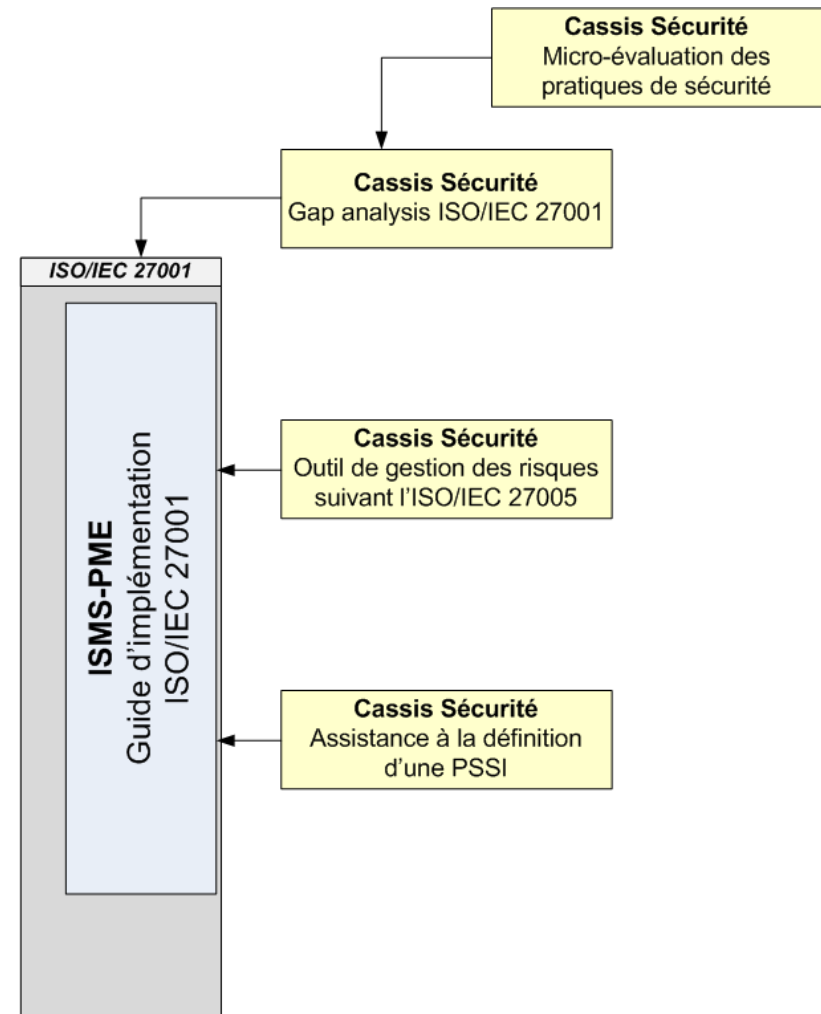 Cassis Sécurité
Micro-évaluation des
pratiques de sécurité
Cassis Sécurité
Gap analysis ISO/IEC 27001
ISO/IEC 27001
ISMS-PME
Guide d'implémentation
ISO/IEC 27001
Cassis Sécurité
Outil de gestion des risques
suivant l'ISO/IEC 27005
Cassis Sécurité
Assistance à la définition
d'une PSSI